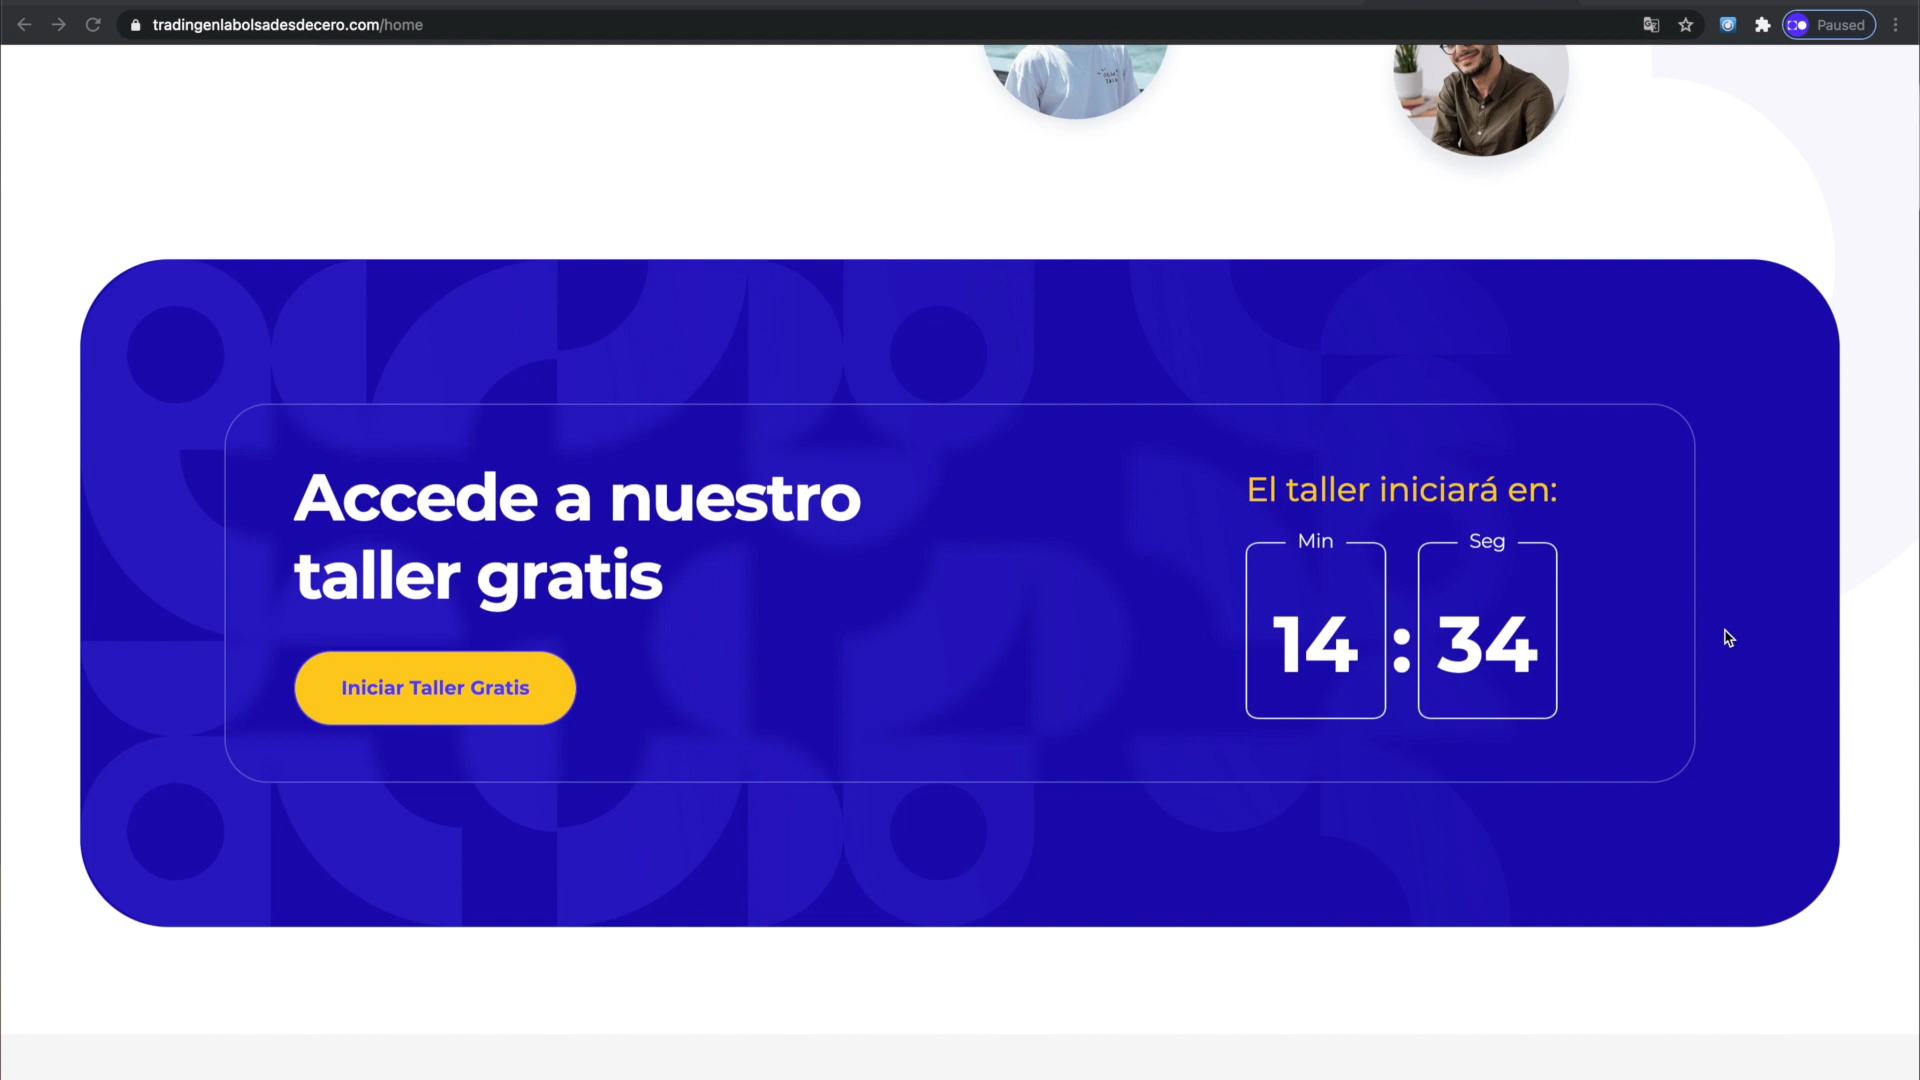 tradingenlabolsadesdecero.com/home
Paused
Accede a nuestro
taller gratis
Iniciar Taller Gratis
El taller iniciará en:
Min
Seg
14 : 34